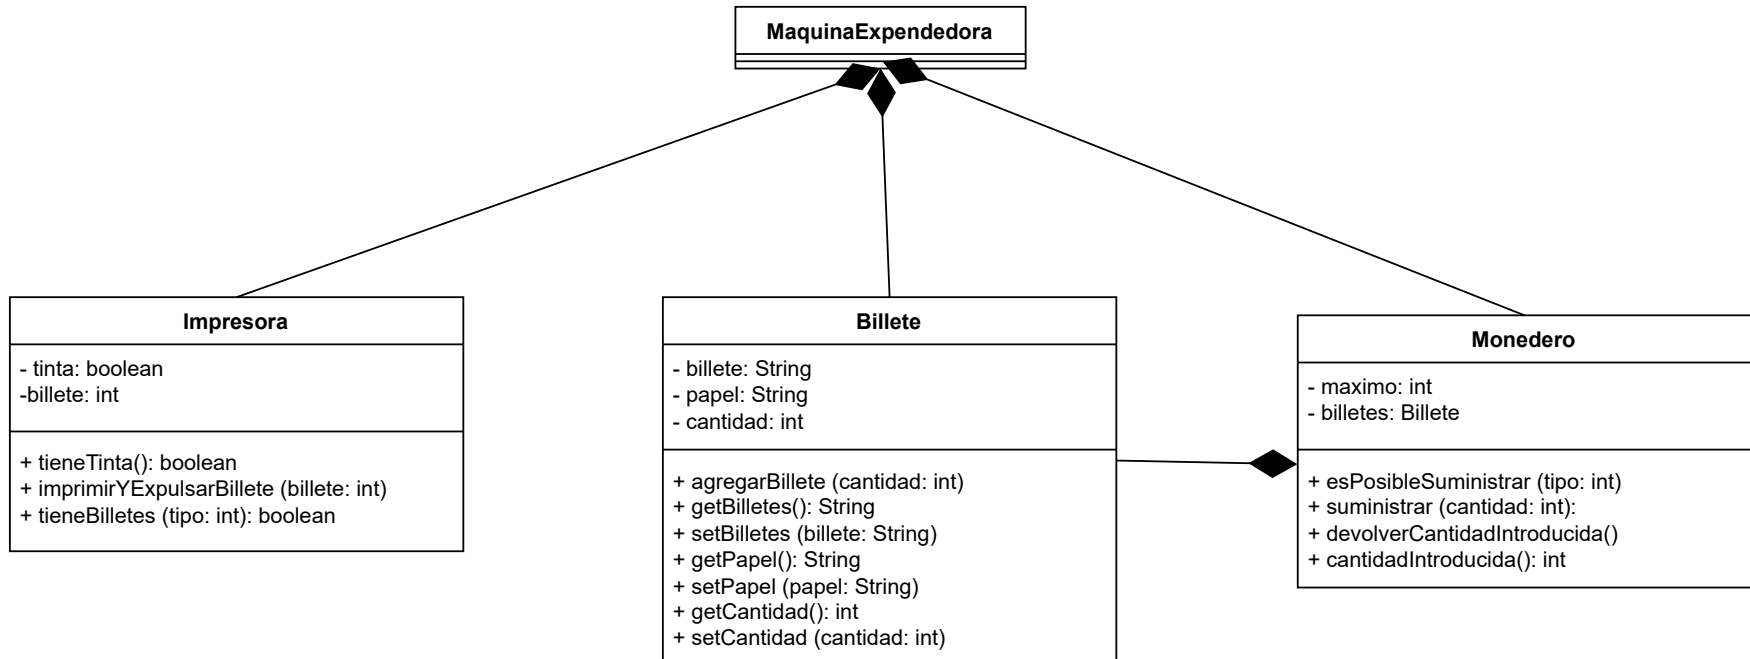 MaquinaExpendedora
Impresora
- tinta: boolean
-billete: int
+ tieneTinta(): boolean
+ imprimirYExpulsarBillete (billete: int)
+ tieneBilletes (tipo: int): boolean
Billete
- billete: String
- papel: String
- cantidad: int
+ agregarBillete (cantidad: int)
+ getBilletes(): String
+ setBilletes (billete: String)
+ getPapel(): String
+ setPapel (papel: String)
+ getCantidad(): int
+ setCantidad (cantidad: int)
Monedero
- maximo: int
- billetes: Billete
+ esPosibleSuministrar (tipo: int)
+ suministrar (cantidad: int):
+ devolverCantidadIntroducida()
+ cantidadIntroducida(): int